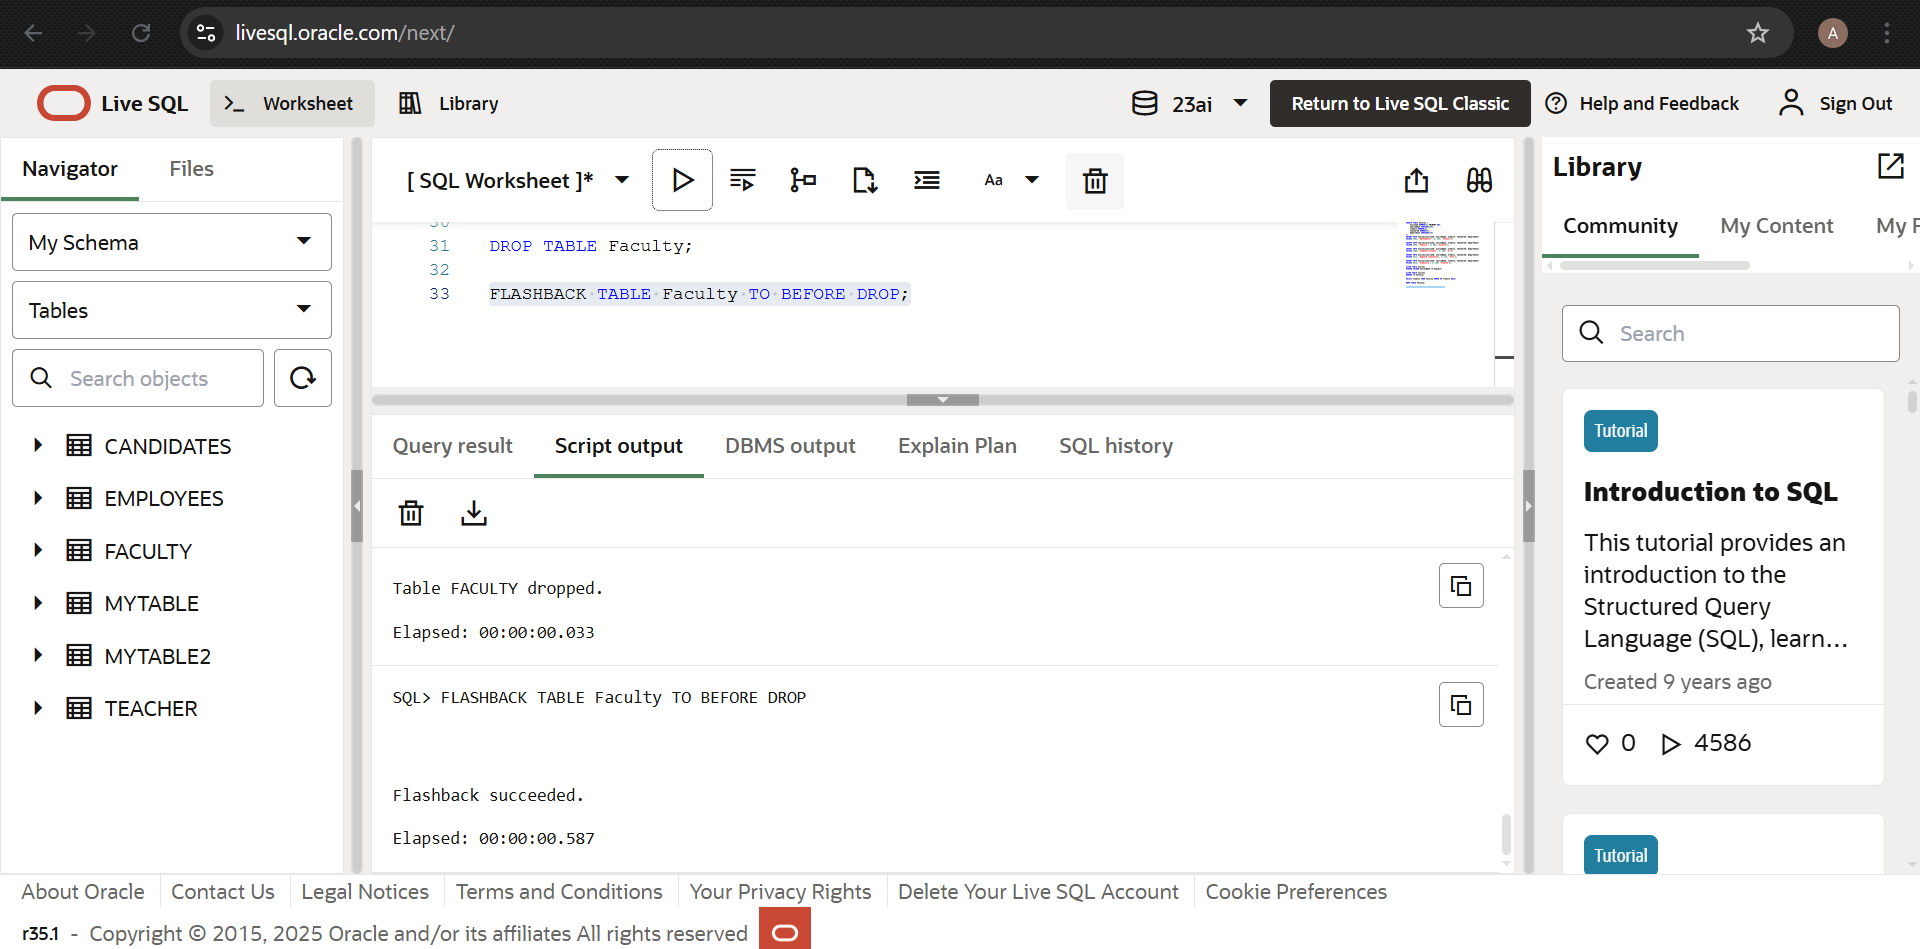 livesql.oracle.com/next/
A
Live SQL
Worksheet
Library
23ai
Return to Live SQL Classic
Help and Feedback
Sign Out
Navigator
Files
My Schema
Tables
Search objects
CANDIDATES
EMPLOYEES
FACULTY
MYTABLE
MYTABLE2
TEACHER
[ SQL Worksheet ]*
Aa
30
31 DROP TABLE Faculty;
32
33 FLASHBACK TABLE Faculty TO BEFORE DROP;
Query result
Script output
DBMS output
Explain Plan
SQL history
Table FACULTY dropped.
Elapsed: 00:00:00.033
SQL> FLASHBACK TABLE Faculty TO BEFORE DROP
Flashback succeeded.
Elapsed: 00:00:00.587
Library
Community
My Content
My F
Search
Tutorial
Introduction to SQL
This tutorial provides an
introduction to the
Structured Query
Language (SQL), learn...
Created 9 years ago
0
4586
Tutorial
About Oracle
Contact Us
Legal Notices
Terms and Conditions
Your Privacy Rights
Delete Your Live SQL Account
Cookie Preferences
r35.1 - Copyright © 2015, 2025 Oracle and/or its affiliates All rights reserved